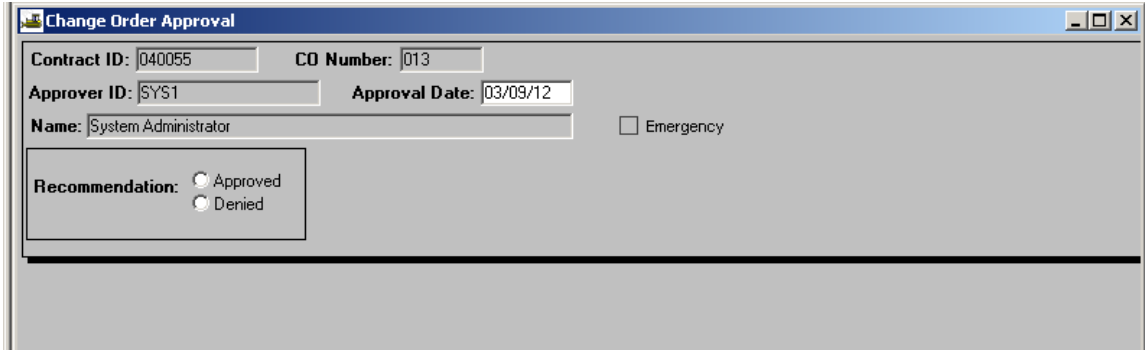 Change Order Approval
Contract ID: 040055 CO Number: 013
Approver ID: SYS1 Approval Date: 03/09/12
Name: System Administrator Emergency
Recommendation: Approved
Denied